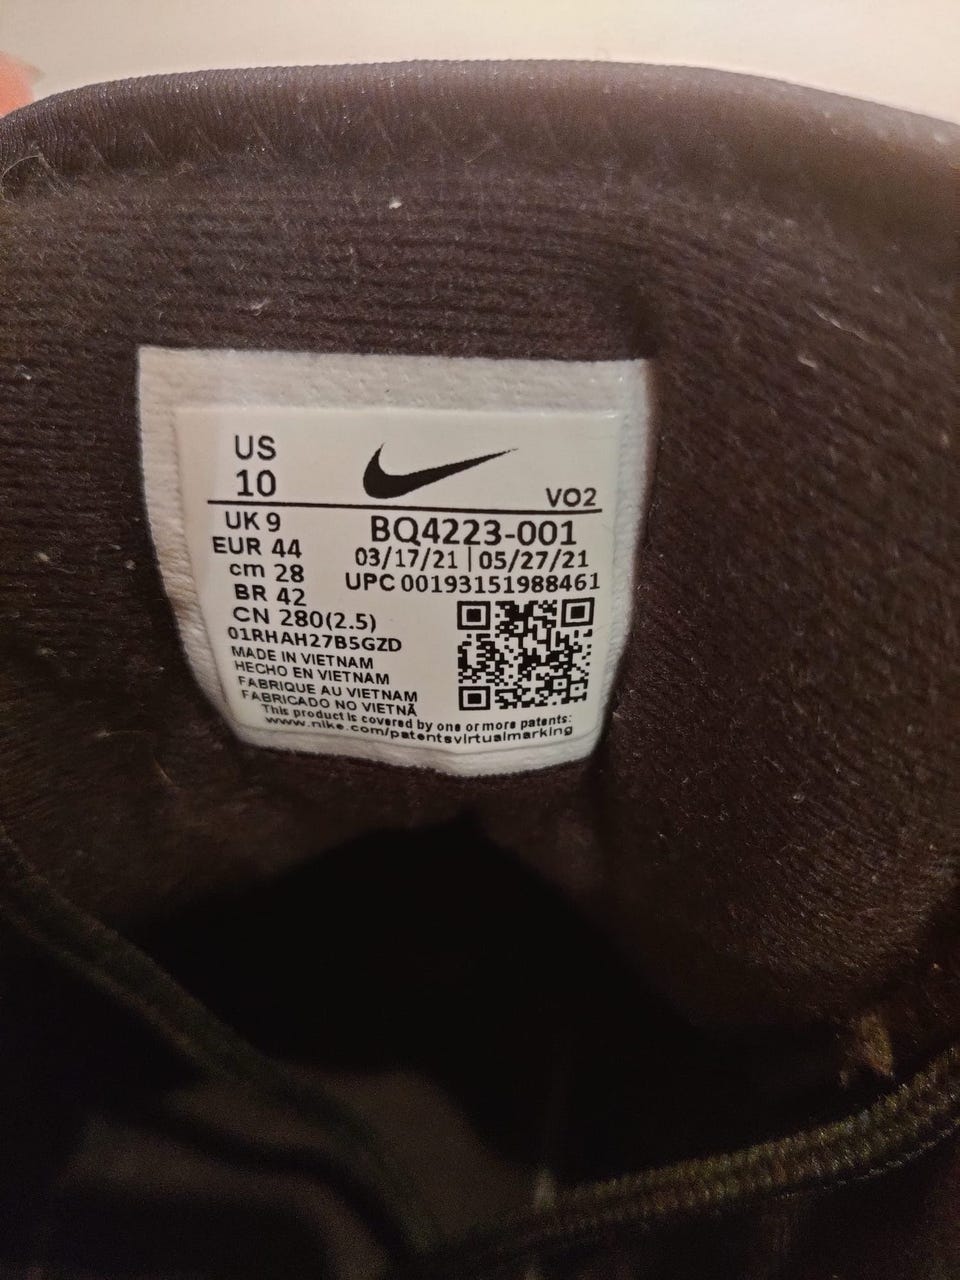 US
10
VO2
UK 9
EUR 44
cm 28
BR 42
CN 280(2.5)
BQ4223-001
03/17/21 | 05/27/21
UPC 00193151988461
01RHAH27B5GZD
MADE IN VIETNAM
HECHO EN VIETNAM
FABRIQUE AU VIETNAM
FABRICADO NO VIETNÃ
This product is covered by one or more patents:
www.nike.com/patentsvirtualmarking